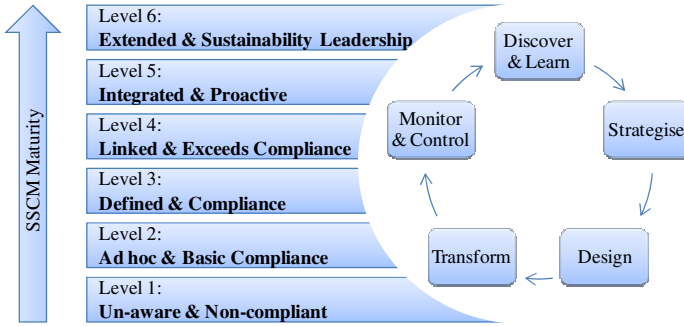 SSCM Maturity
Level 6:
Extended & Sustainability Leadership
Level 5:
Integrated & Proactive
Level 4:
Linked & Exceeds Compliance
Level 3:
Defined & Compliance
Level 2:
Ad hoc & Basic Compliance
Level 1:
Un-aware & Non-compliant
Discover
& Learn
Strategise
Design
Transform
Monitor
& Control